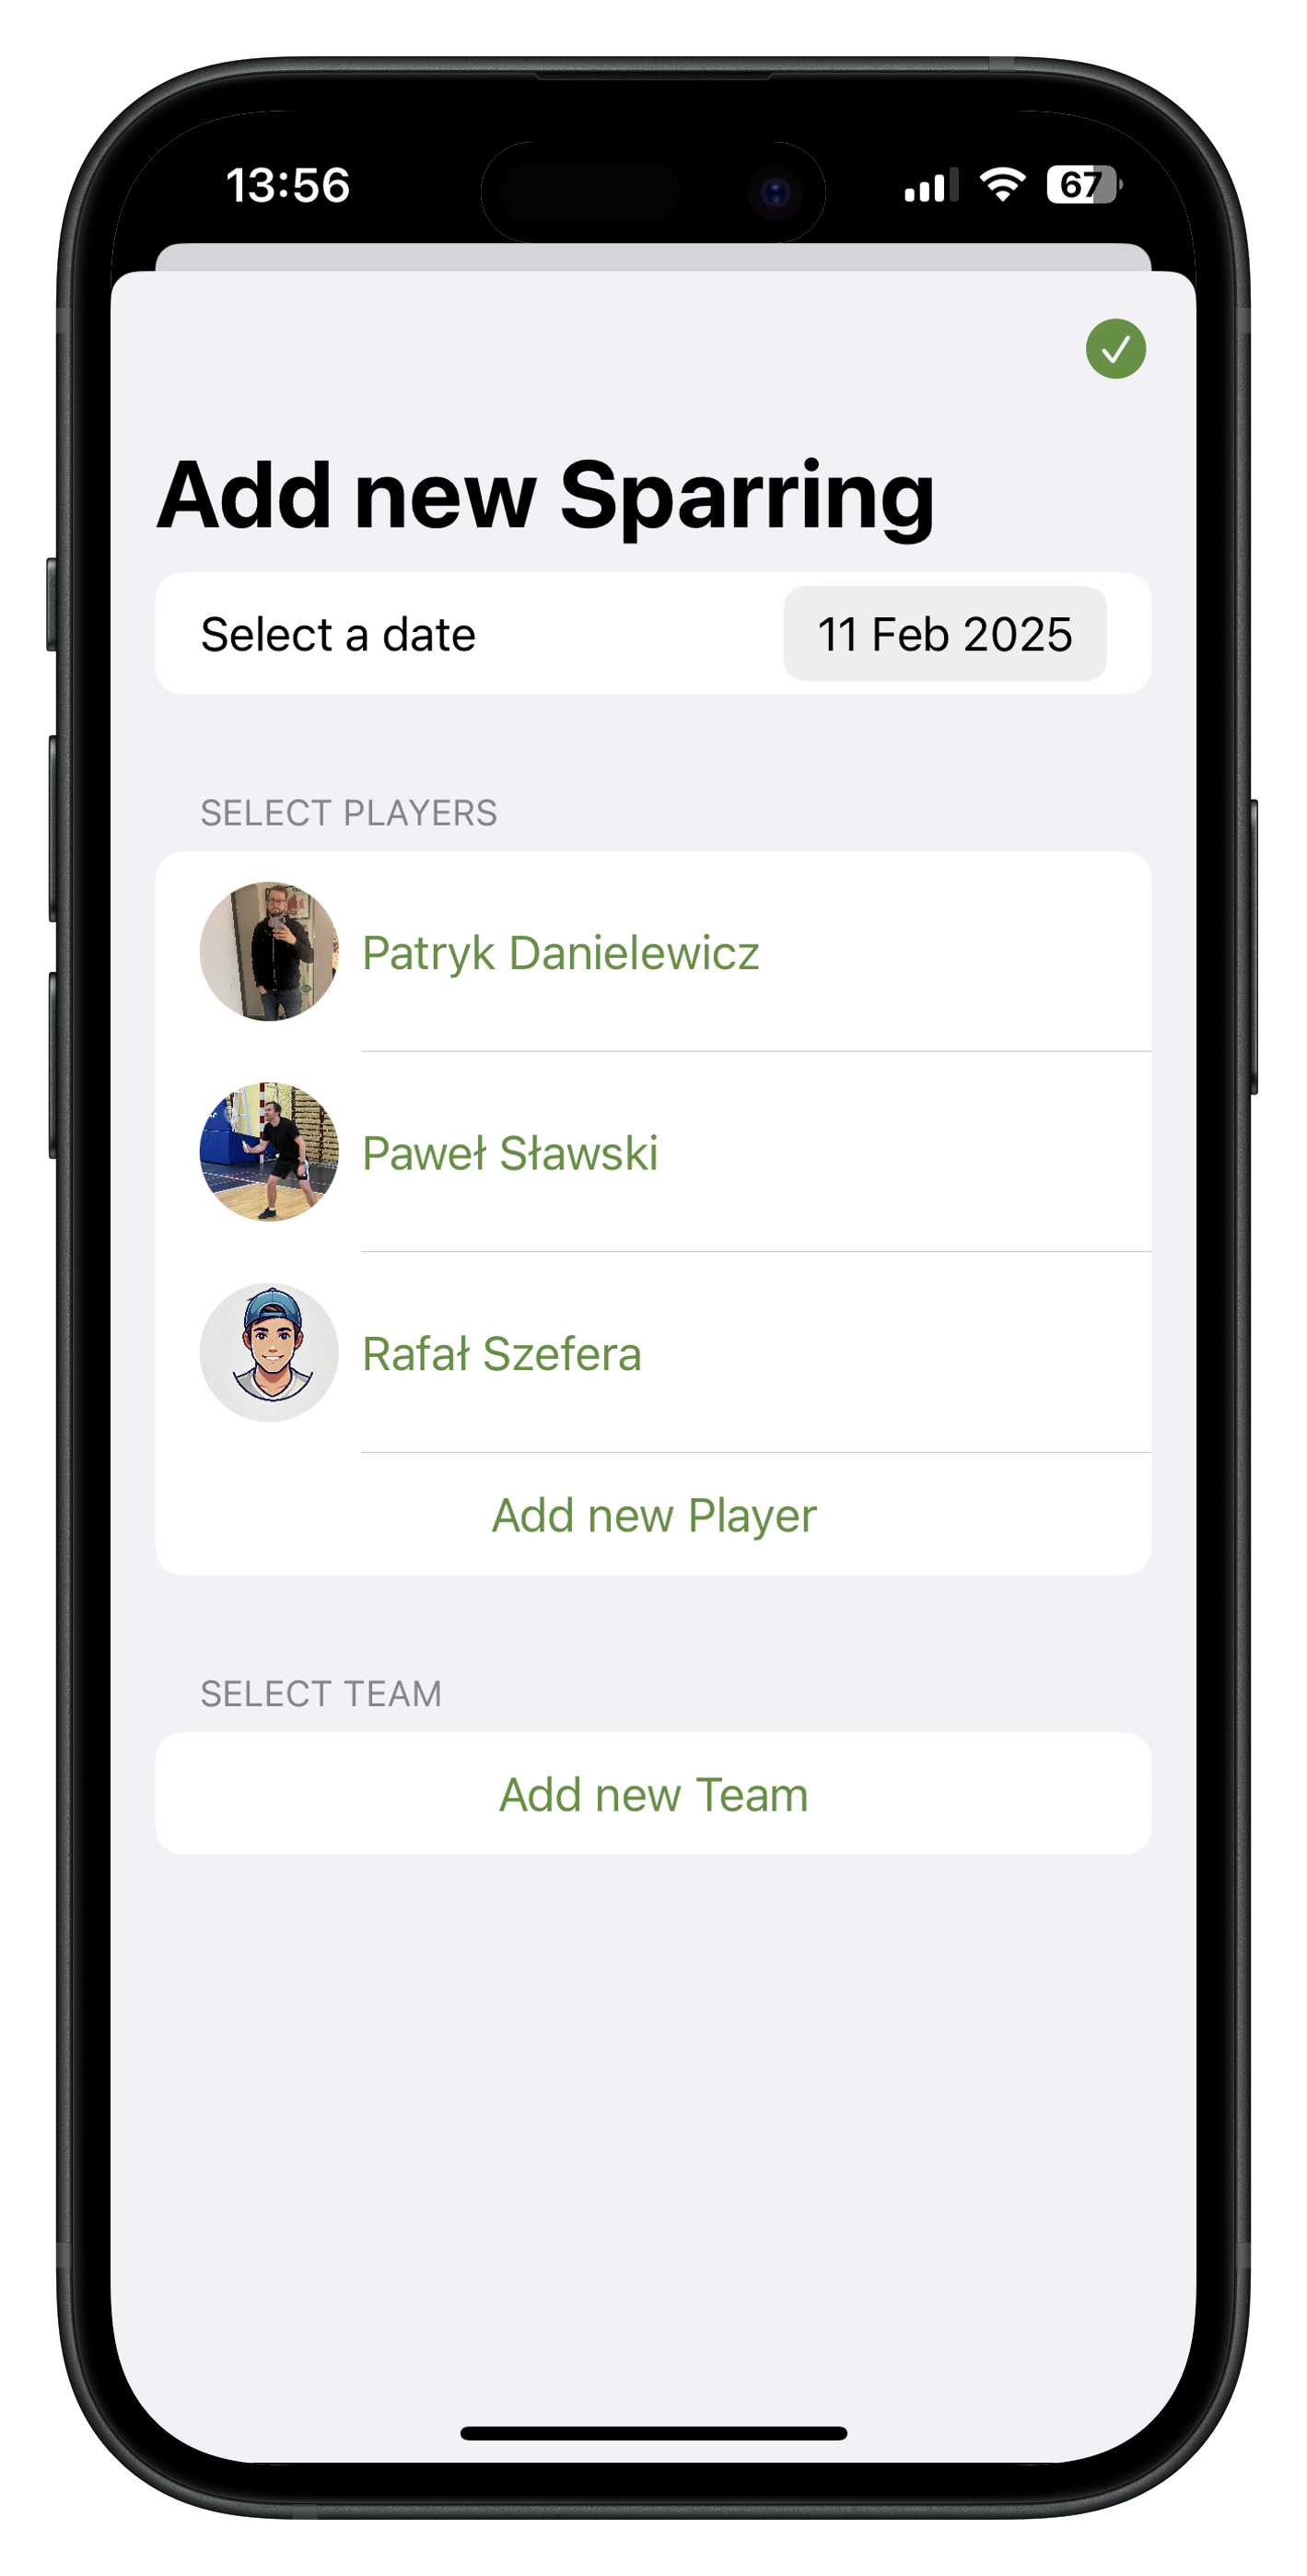 13:56
67
Add new Sparring
Select a date
11 Feb 2025
SELECT PLAYERS
Patryk Danielewicz
Paweł Sławski
Rafał Szefera
Add new Player
SELECT TEAM
Add new Team